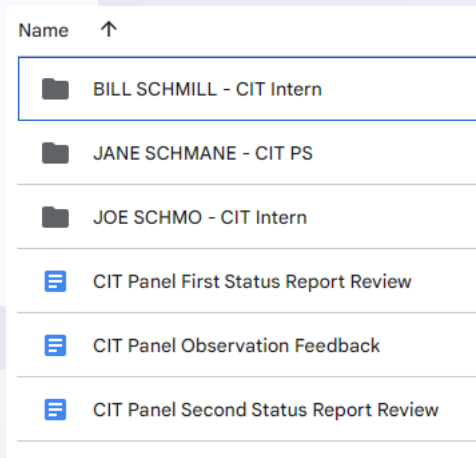 Name
BILL SCHMILL - CIT Intern
JANE SCHMANE - CIT PS
JOE SCHMO - CIT Intern
CIT Panel First Status Report Review
CIT Panel Observation Feedback
CIT Panel Second Status Report Review